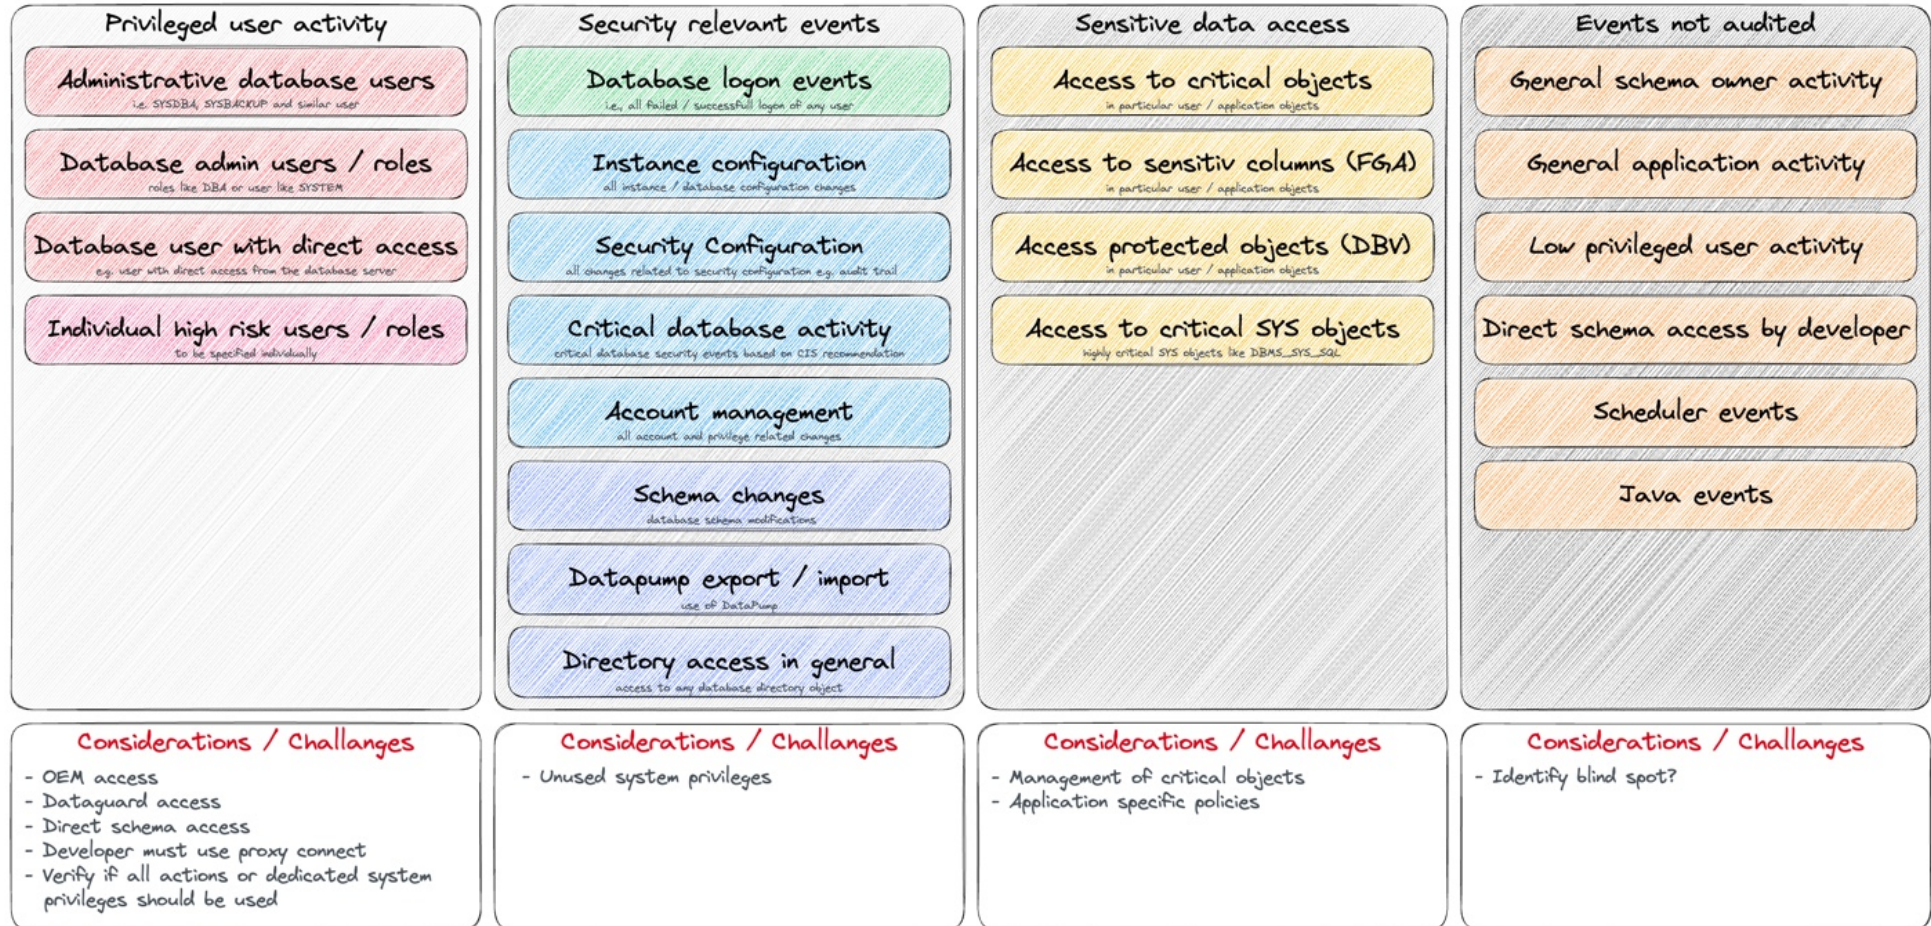 Privileged user activity
Administrative database users
i.e. SYSDBA, SYSBACKUP and similar user
Database admin users / roles
roles like DBA or user like SYSTEM
Database user with direct access
e.g. user with direct access from the database server
Individual high risk users / roles
to be specified individually
Security relevant events
Database logon events
i.e., all failed / successfull logon of any user
Instance configuration
all instance / database configuration changes
Security Configuration
all changes related to security configuration e.g. audit trail
Critical database activity
critical database security events based on CIS recommendation
Account management
all account and privilege related changes
Schema changes
database schema modifications
Datapump export / import
use of DataPump
Directory access in general
access to any database directory object
Sensitive data access
Access to critical objects
in particular user / application objects
Access to sensitiv columns (FGA)
in particular user / application objects
Access protected objects (DBV)
in particular user / application objects
Access to critical SYS objects
highly critical SYS objects like DBMS_SYS_SQL
Events not audited
General schema owner activity
General application activity
Low privileged user activity
Direct schema access by developer
Scheduler events
Java events
Considerations / Challanges
- OEM access
- Dataguard access
- Direct schema access
- Developer must use proxy connect
- Verify if all actions or dedicated system
privileges should be used
Considerations / Challanges
- Unused system privileges
Considerations / Challanges
- Management of critical objects
- Application specific policies
Considerations / Challanges
- Identify blind spot?